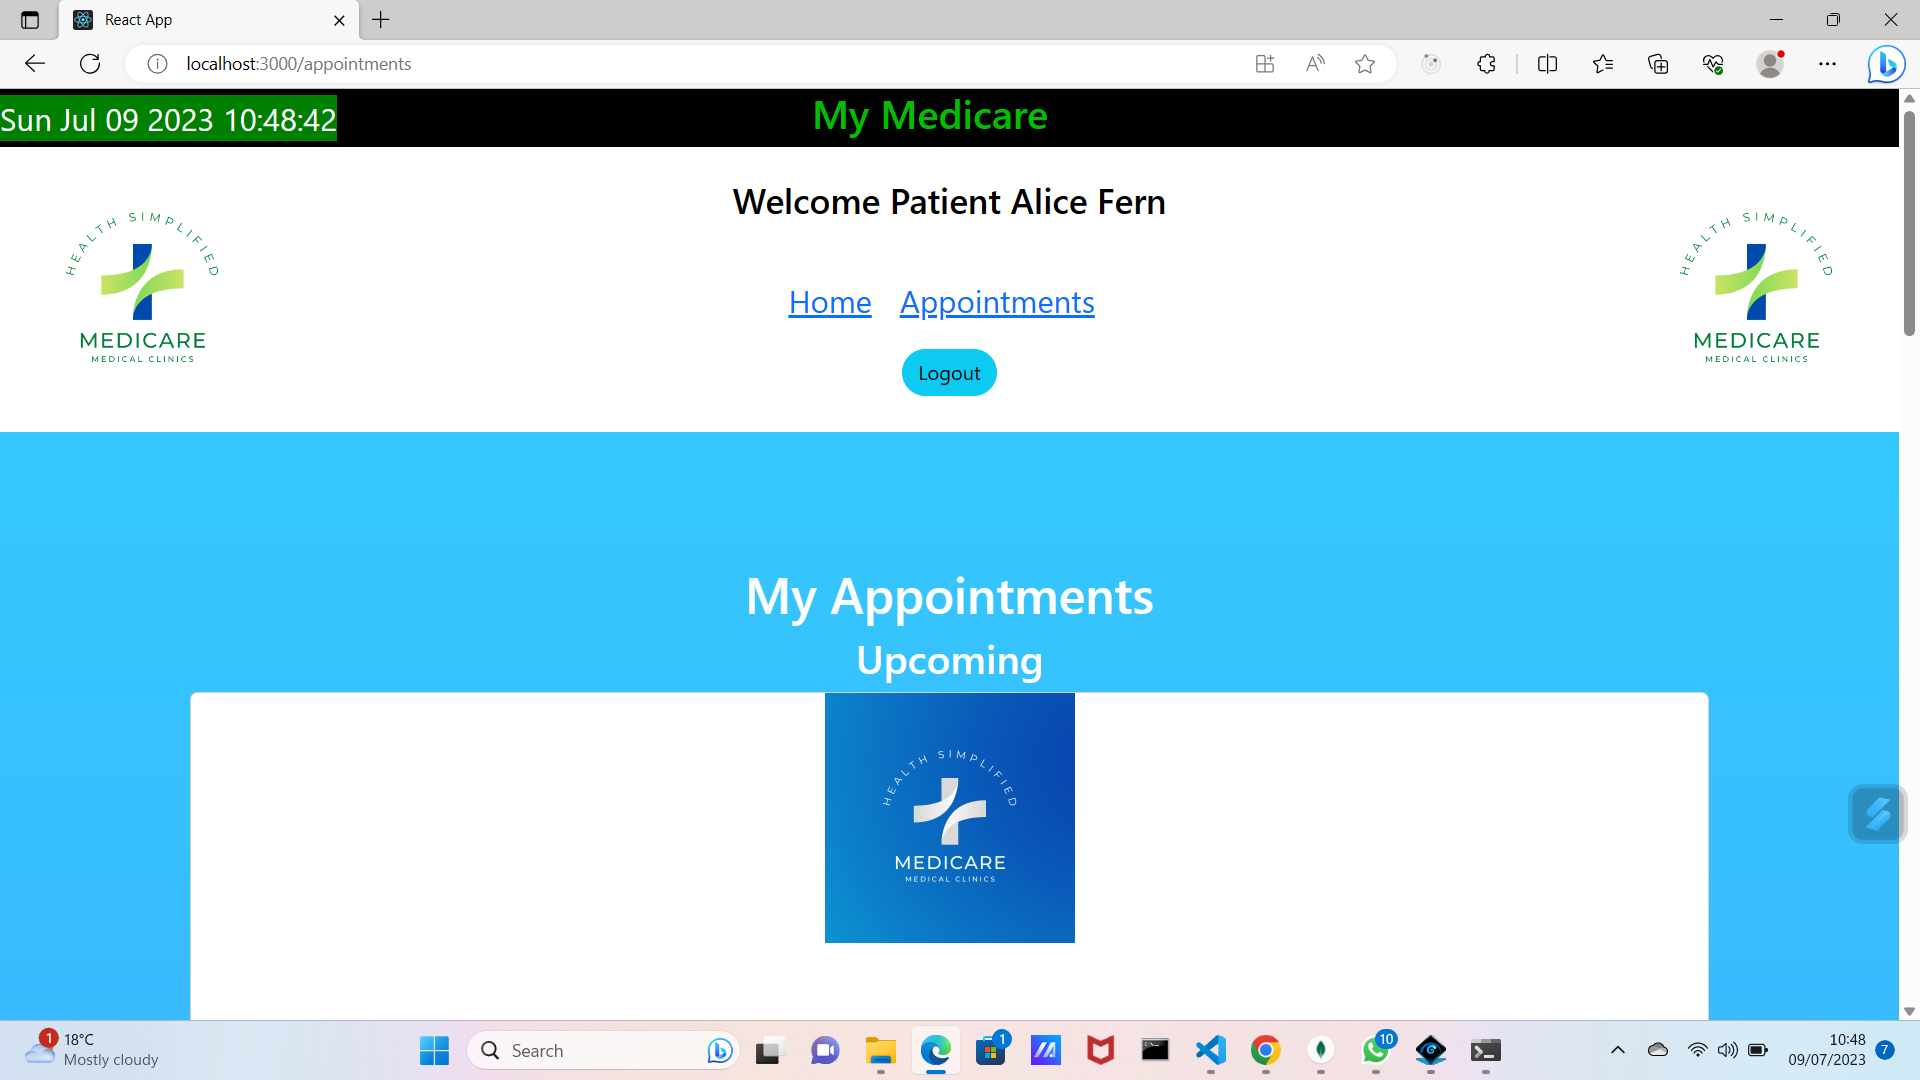 React App
localhost:3000/appointments
Sun Jul 09 2023 10:48:42
My Medicare
Welcome Patient Alice Fern
HEALTH SIMPLIFIED
MEDICARE
MEDICAL CLINICS
HEALTH SIMPLIFIED
MEDICARE
MEDICAL CLINICS
Home Appointments
Logout
My Appointments
Upcoming
HEALTH SIMPLIFIED
MEDICARE
MEDICAL CLINICS
1
18°C
Mostly cloudy
Search
1
10
10:48
09/07/2023
7